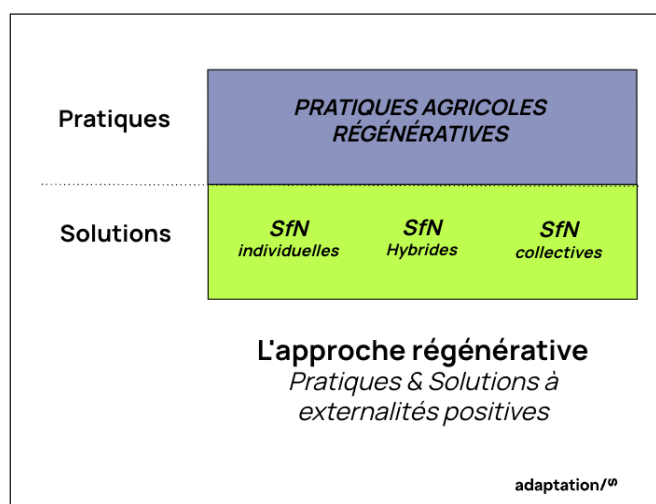 Pratiques
PRATIQUES AGRICOLES
RÉGÉNÉRATIVES
Solutions
SfN
individuelles
SfN
Hybrides
SfN
collectives
L'approche régénérative
Pratiques & Solutions à
externalités positives
adaptation/s